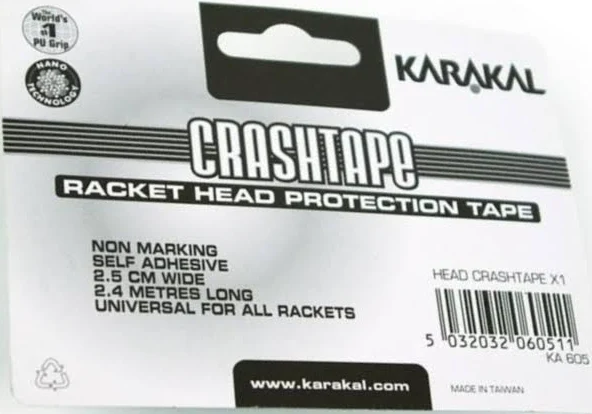 The
World's
#1
PU Grip
NANO
TECHNOLOGY
KARAKAL
CRASHTAPE
RACKET HEAD PROTECTION TAPE
NON MARKING
SELF ADHESIVE
2.5 CM WIDE
2.4 METRES LONG
UNIVERSAL FOR ALL RACKETS
HEAD CRASHTAPE X1
5 032032 060511
KA 605
www.karakal.com
MADE IN TAIWAN